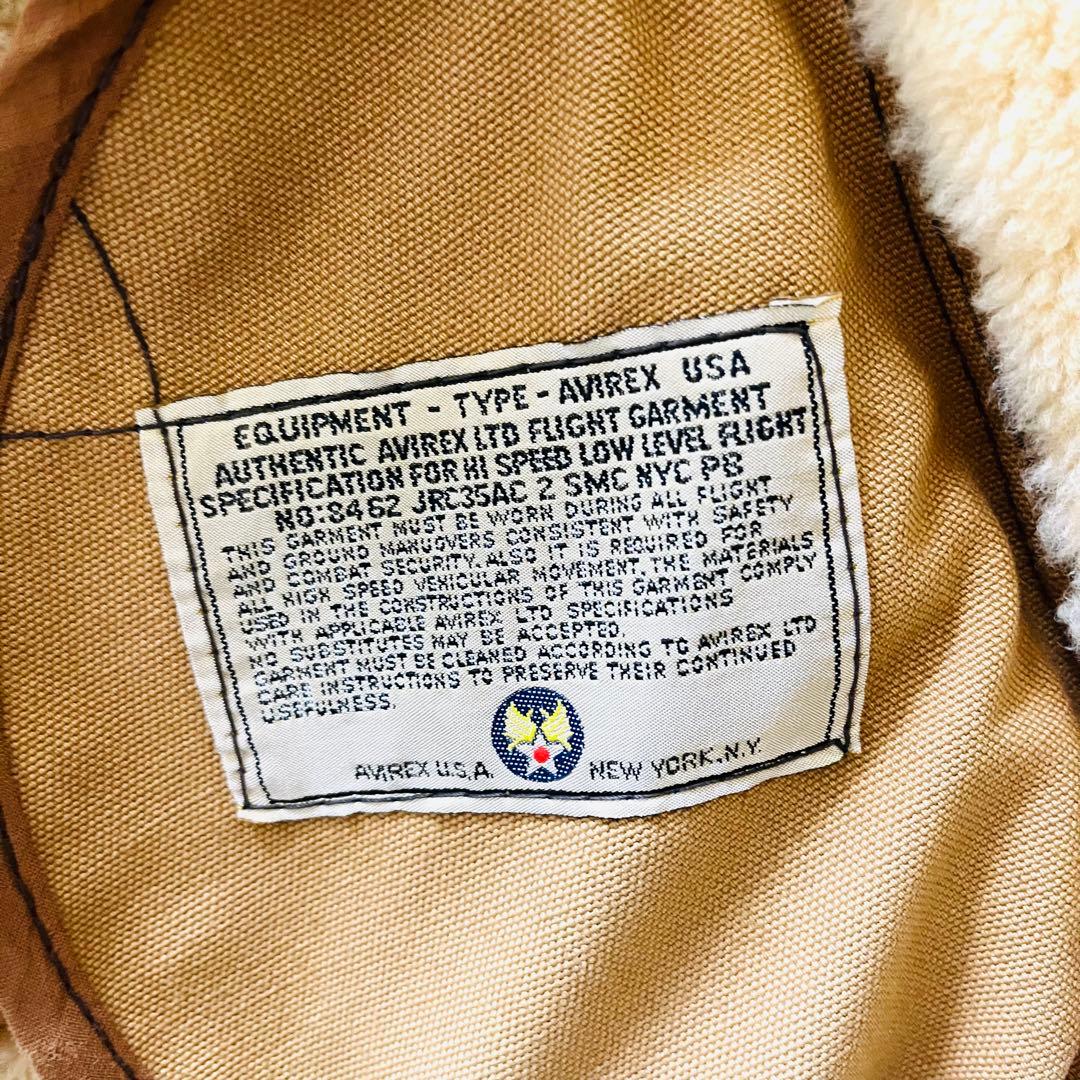 EQUIPMENT - TYPE - AVIREX USA
AUTHENTIC AVIREX LTD FLIGHT GARMENT
SPECIFICATION FOR HI SPEED LOW LEVEL FLIGHT
NO:8462 JRC35AC 2 SMC NYC PB
THIS GARMENT MUST BE WORN DURING ALL FLIGHT
AND GROUND MANUOVERS CONSISTENT WITH SAFETY
AND COMBAT SECURITY. ALSO IT IS REQUIRED FOR
ALL HIGH SPEED VEHICULAR MOVEMENT. THE MATERIALS
USED IN THE CONSTRUCTIONS OF THIS GARMENT COMPLY
WITH APPLICABLE AVIREX LTD SPECIFICATIONS
NO SUBSTITUTES MAY BE ACCEPTED.
GARMENT MUST BE CLEANED ACCORDING TO AVIREX LTD
CARE INSTRUCTIONS TO PRESERVE THEIR CONTINUED
USEFULNESS.
AVIREX U.S.A. NEW YORK, N.Y.